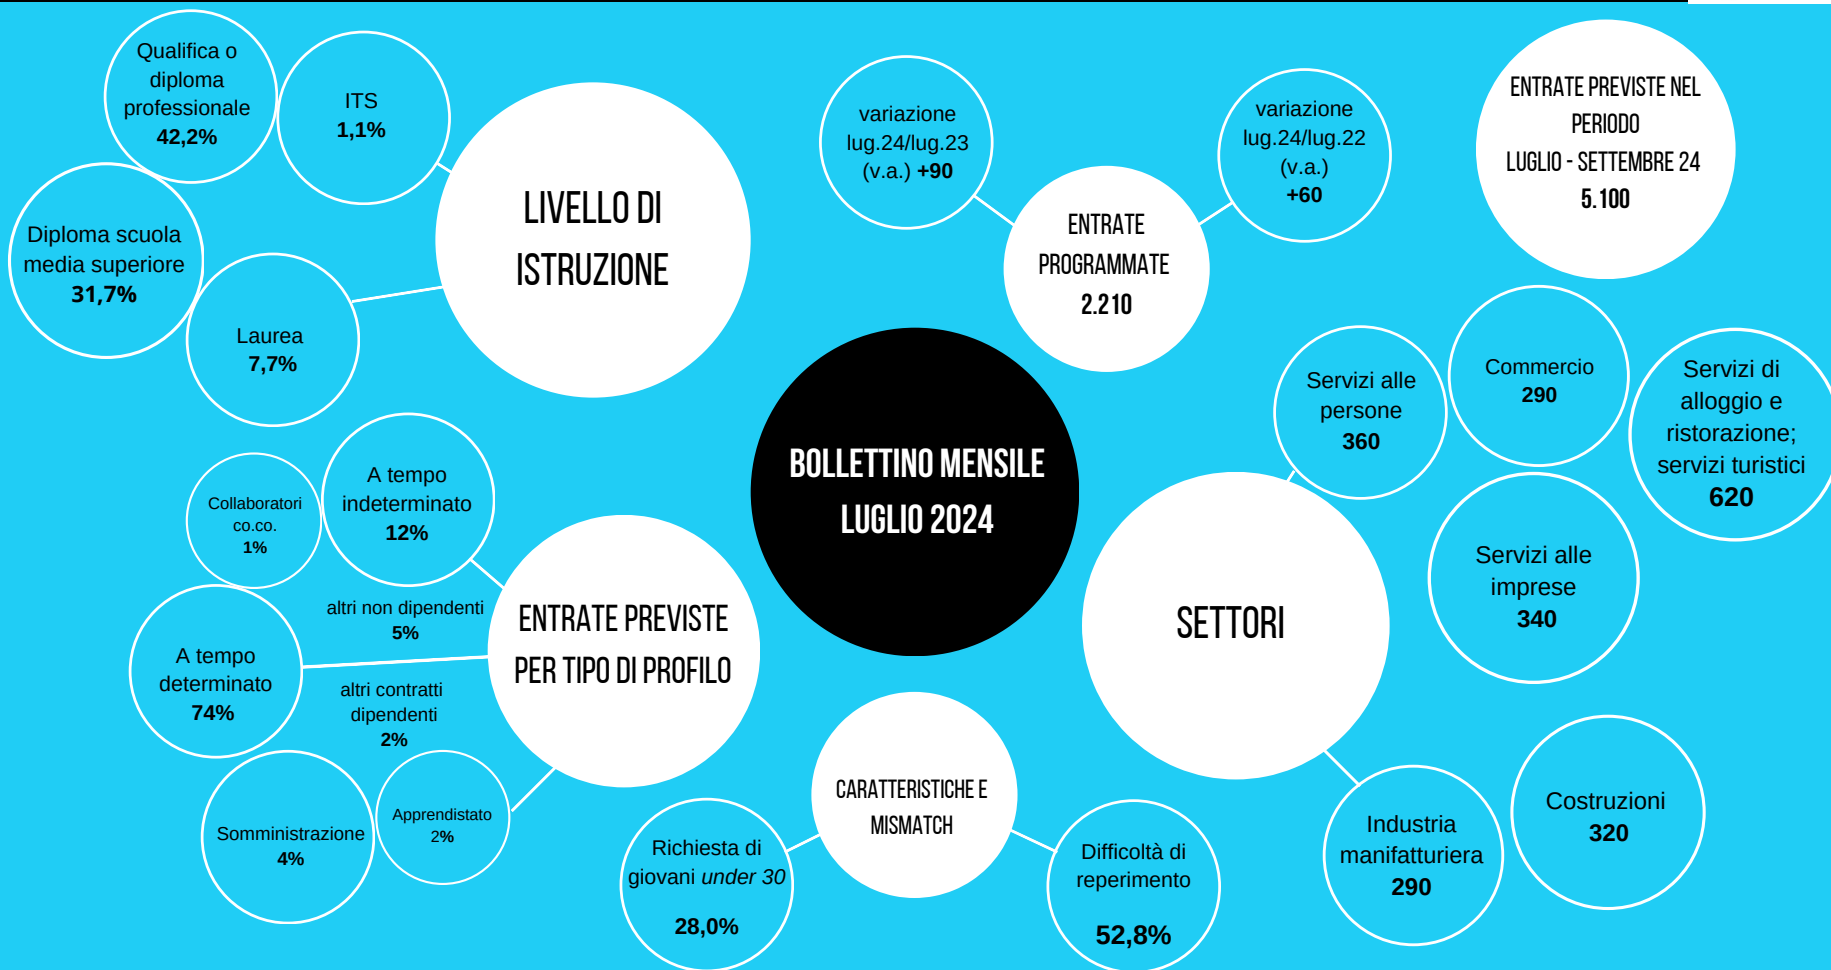 Qualifica o
diploma
professionale
42,2%
ITS
1,1%
Diploma scuola
media superiore
31,7%
Laurea
7,7%
LIVELLO DI
ISTRUZIONE
variazione
lug.24/lug.23
(v.a.) +90
variazione
lug.24/lug.22
(v.a.)
+60
ENTRATE
PROGRAMMATE
2.210
ENTRATE PREVISTE NEL
PERIODO
LUGLIO - SETTEMBRE 24
5.100
BOLLETTINO MENSILE
LUGLIO 2024
Servizi alle
persone
360
Commercio
290
Servizi di
alloggio e
ristorazione;
servizi turistici
620
Servizi alle
imprese
340
SETTORI
Industria
manifatturiera
290
Costruzioni
320
A tempo
indeterminato
12%
Collaboratori
co.co.
1%
altri non dipendenti
5%
A tempo
determinato
74%
altri contratti
dipendenti
2%
Somministrazione
4%
Apprendistato
2%
ENTRATE PREVISTE
PER TIPO DI PROFILO
CARATTERISTICHE E
MISMATCH
Richiesta di
giovani under 30
28,0%
Difficoltà di
reperimento
52,8%